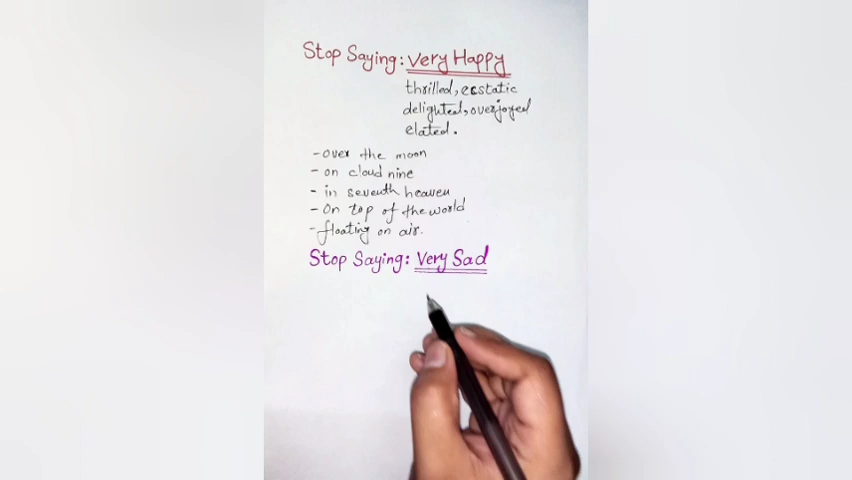 Stop Saying: Very Happy
thrilled, ecstatic
delighted, overjoyed
elated.
- over the moon
- on cloud nine
- in seventh heaven
- On top of the world
- floating on air.
Stop Saying: Very Sad